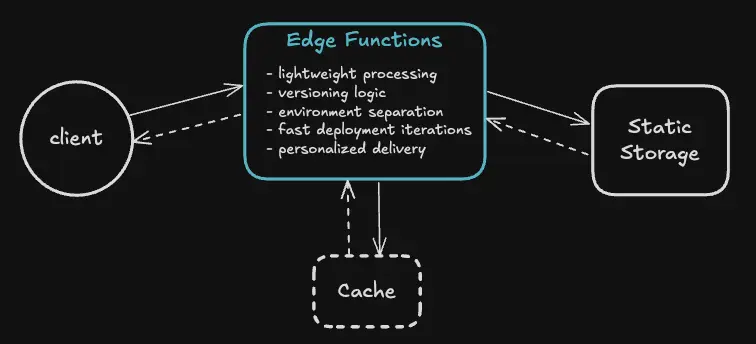 Edge Functions
- lightweight processing
- versioning logic
- environment separation
- fast deployment iterations
- personalized delivery
client
Static
Storage
Cache